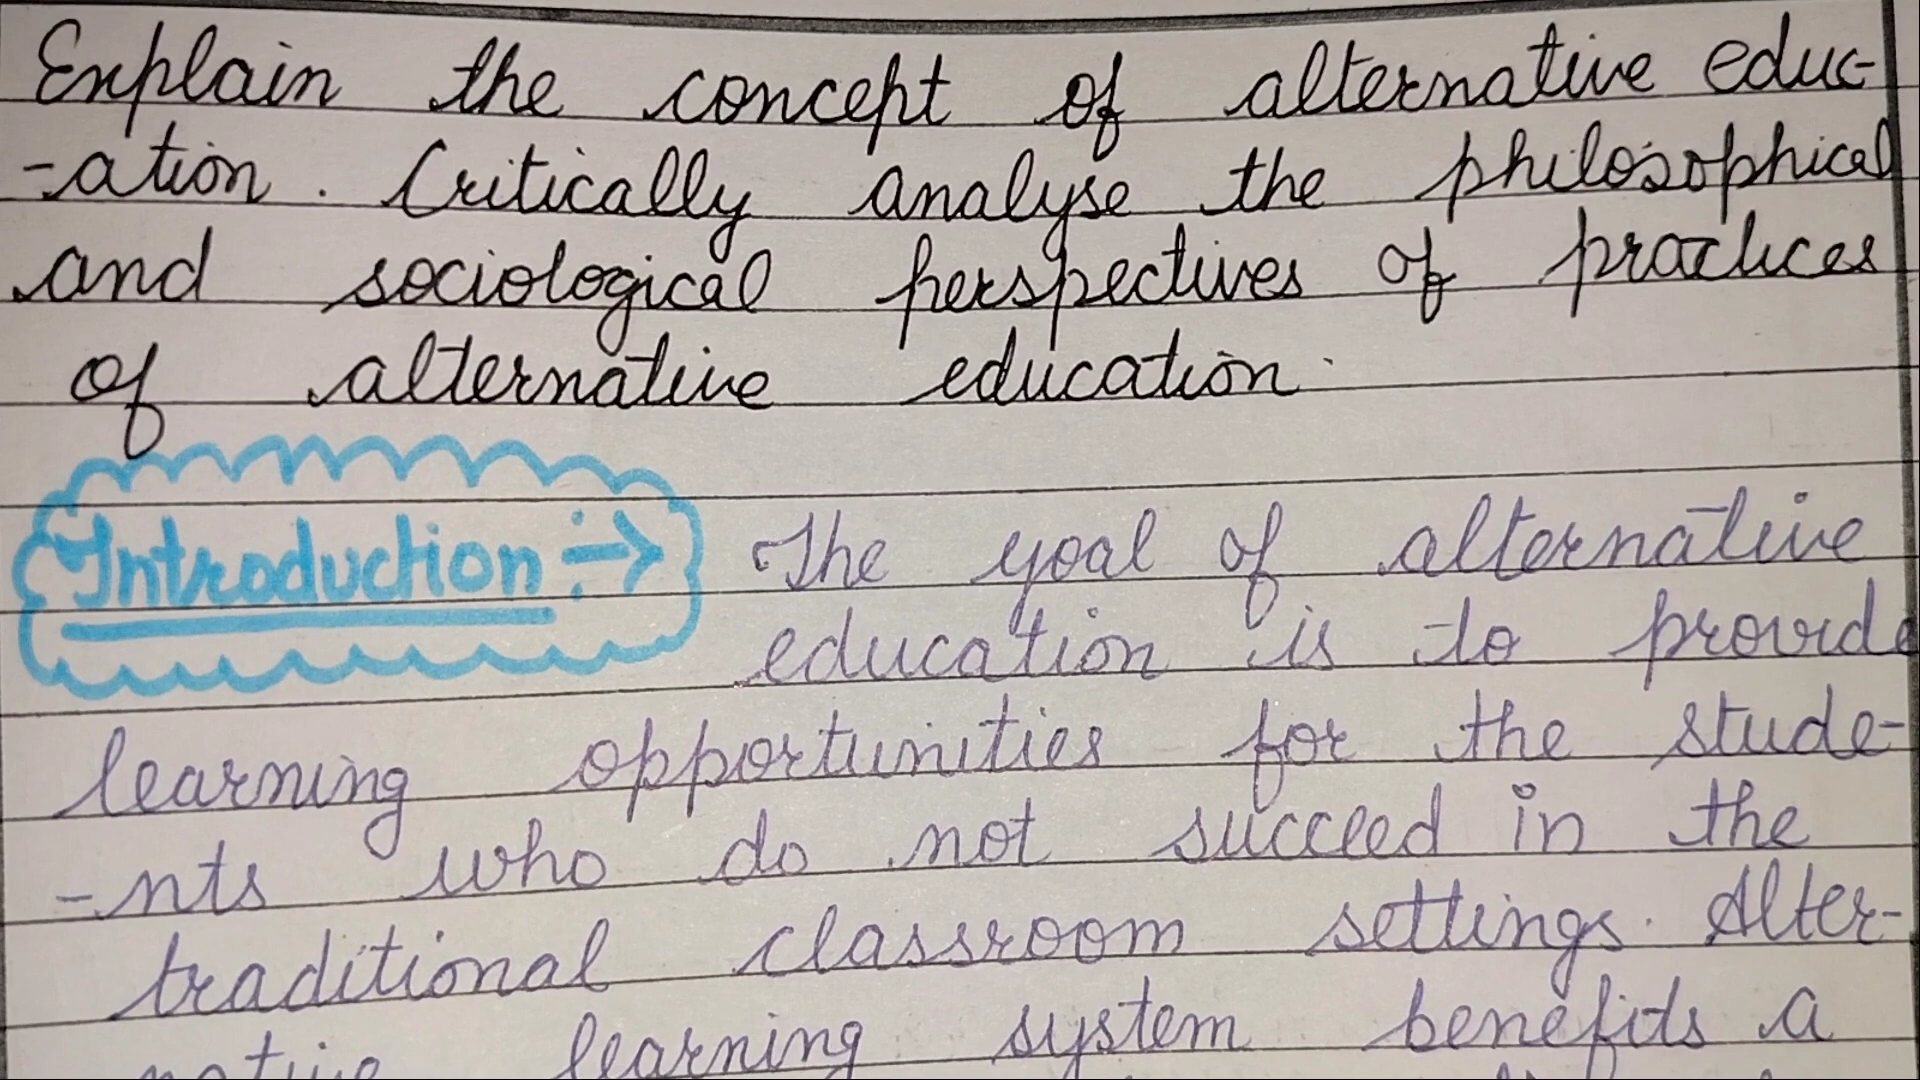 Explain the concept of alternative educ-
-ation. Critically analyse the philosophical
and sociological perspectives of practices
of alternative education.
Introduction :→ The goal of alternative
education is to provide
learning opportunities for the stude-
-nts who do not succeed in the
traditional classroom settings. Alter-
native learning system benefits a